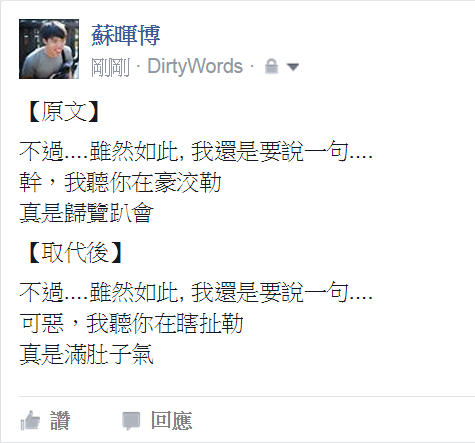 蘇暉博
剛剛 · DirtyWords ·
【原文】
不過....雖然如此, 我還是要說一句....
幹，我聽你在豪洨勒
真是歸覽趴會
【取代後】
不過....雖然如此, 我還是要說一句....
可惡，我聽你在瞎扯勒
真是滿肚子氣
讚 回應